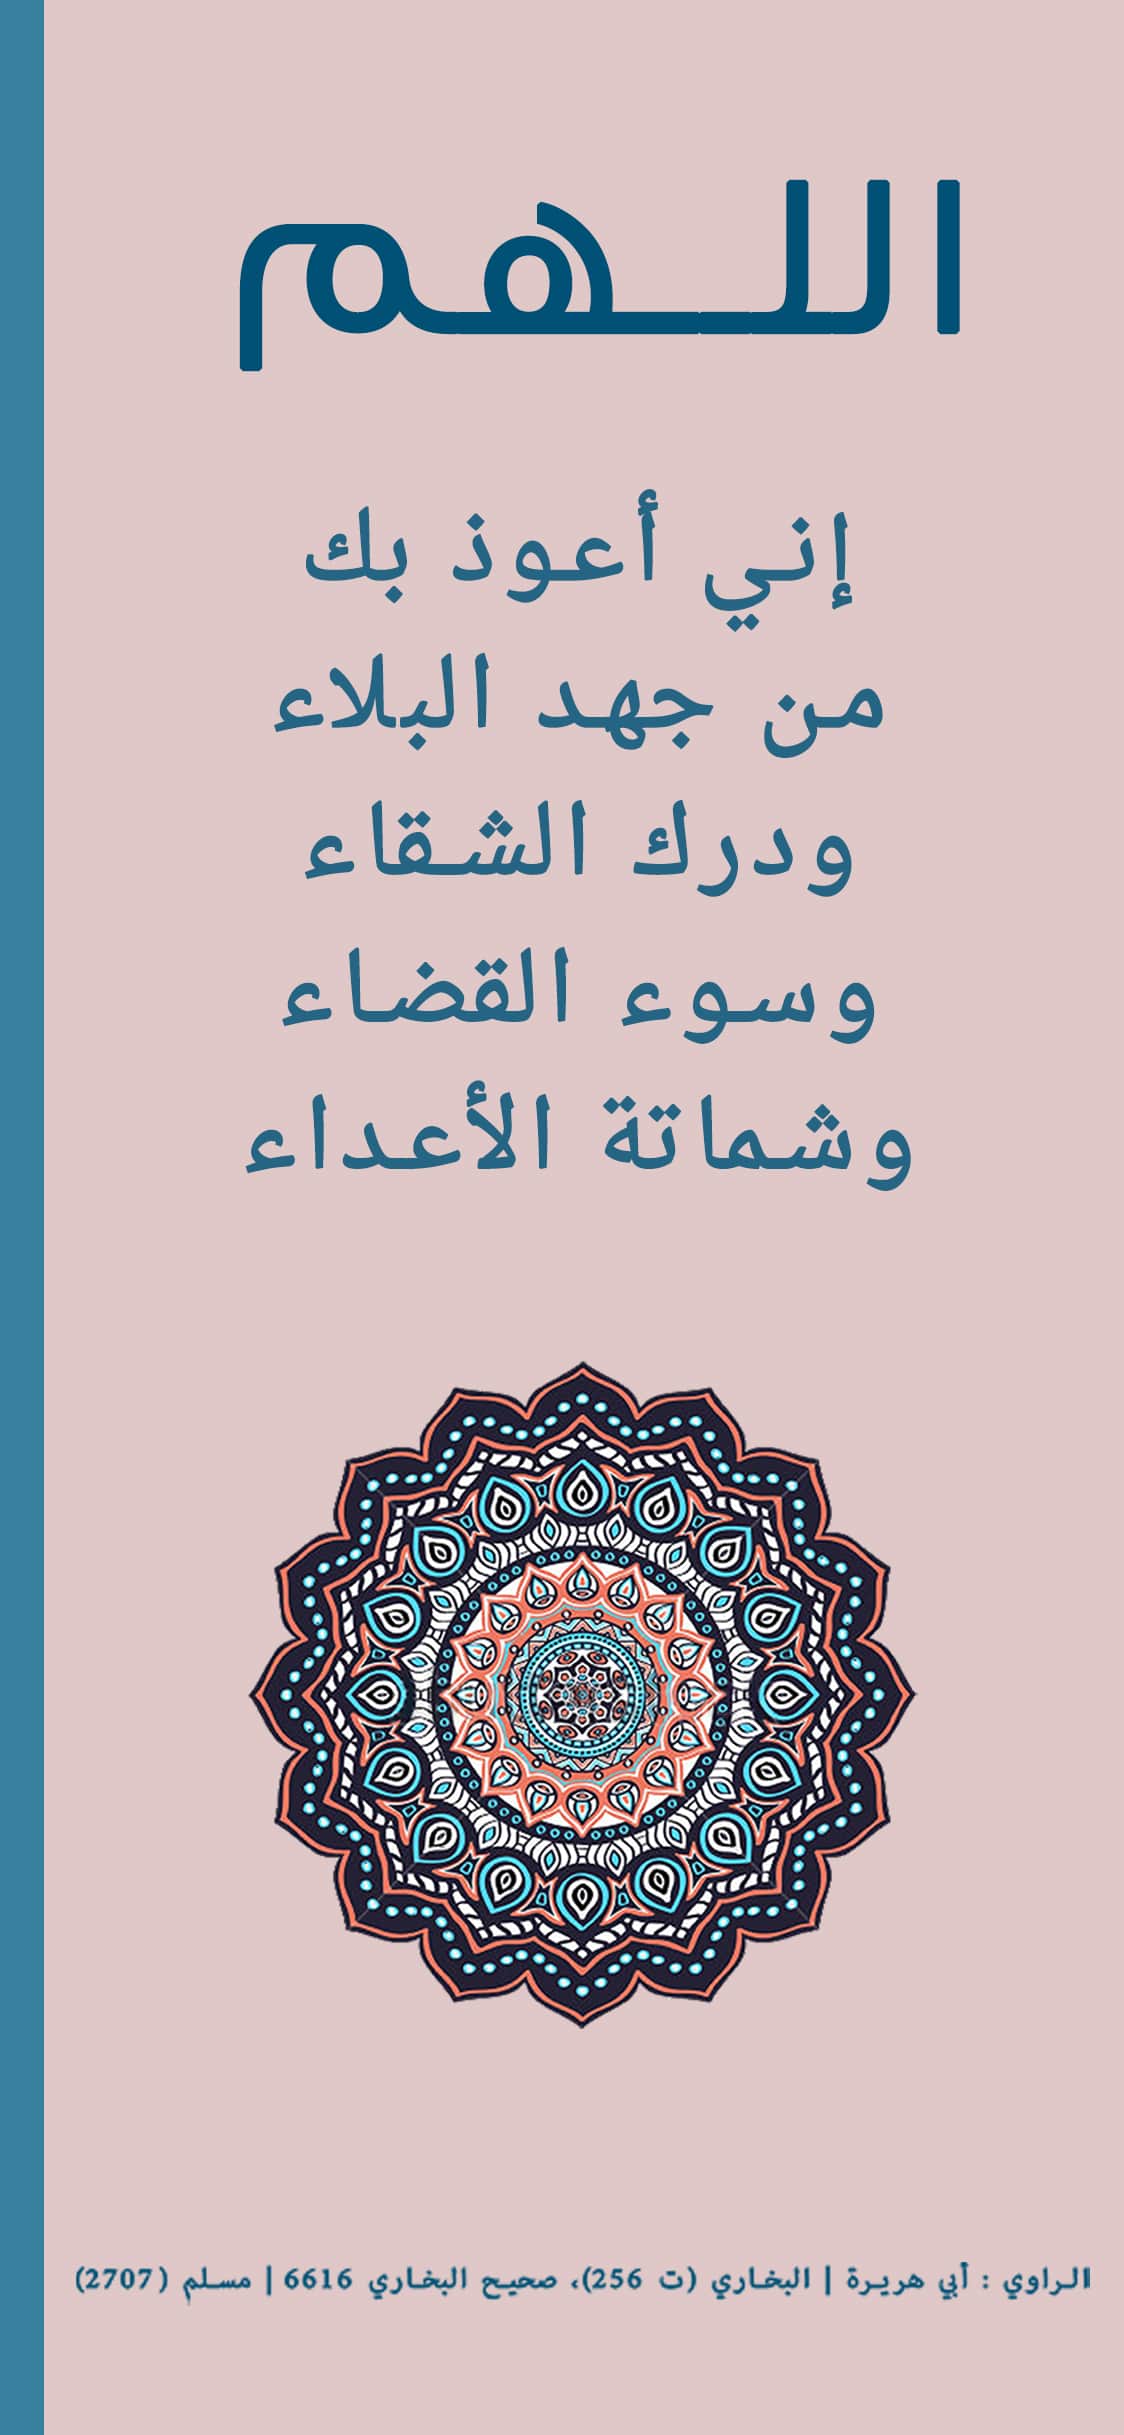 اللـهم
إني أعوذ بك
من جهد البلاء
ودرك الشقاء
وسوء القضاء
وشماتة الأعداء
الراوي : أبي هريرة | البخاري (ت 256)، صحيح البخاري 6616 | مسلم (2707)